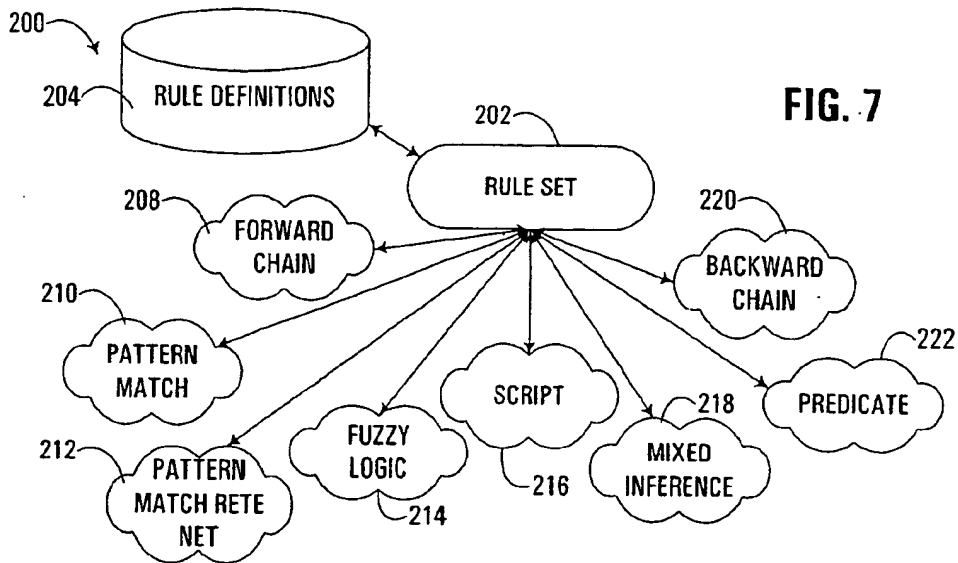 200
204
RULE DEFINITIONS
FIG. 7
202
RULE SET
208
FORWARD
CHAIN
220
BACKWARD
CHAIN
210
PATTERN
MATCH
222
PREDICATE
SCRIPT
216
218
MIXED
INFERENCE
FUZZY
LOGIC
214
212
PATTERN
MATCH RETE
NET